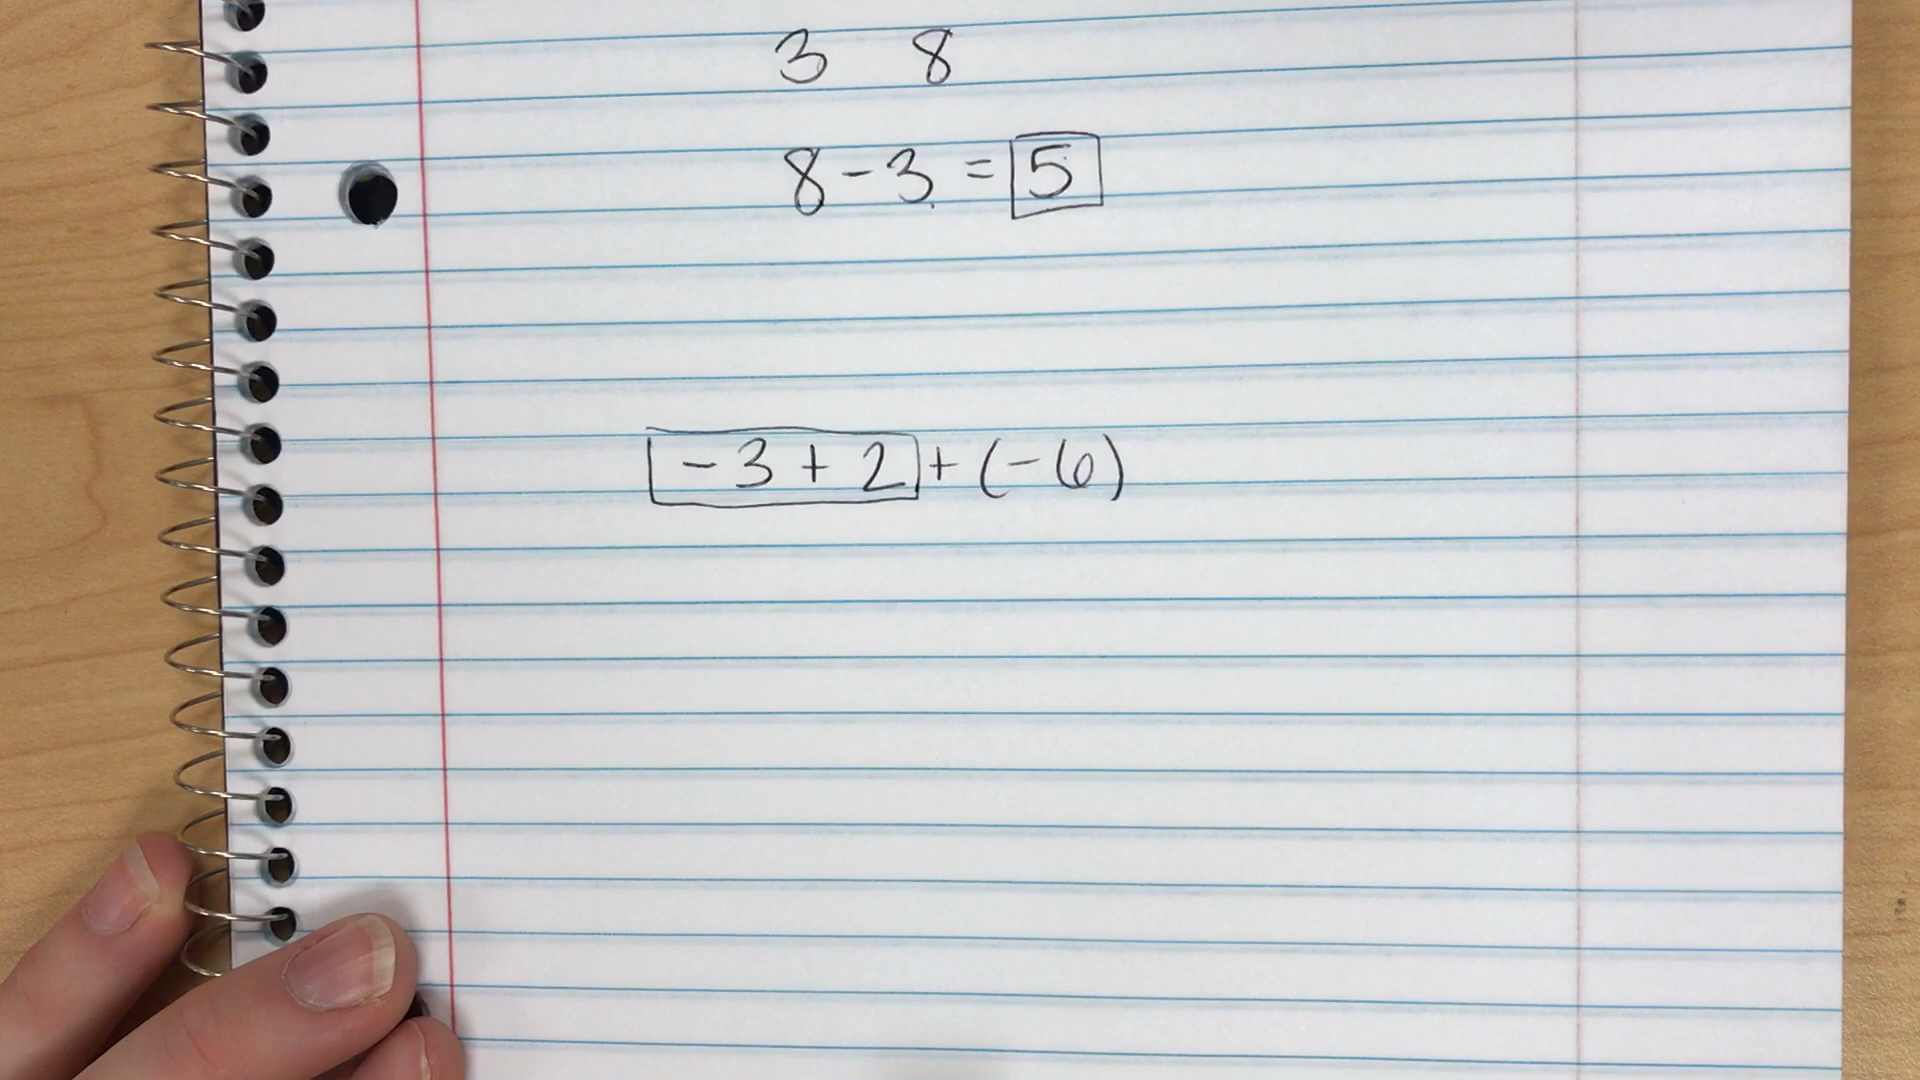 3 8
8 - 3 = 5
- 3 + 2 + (- 6)